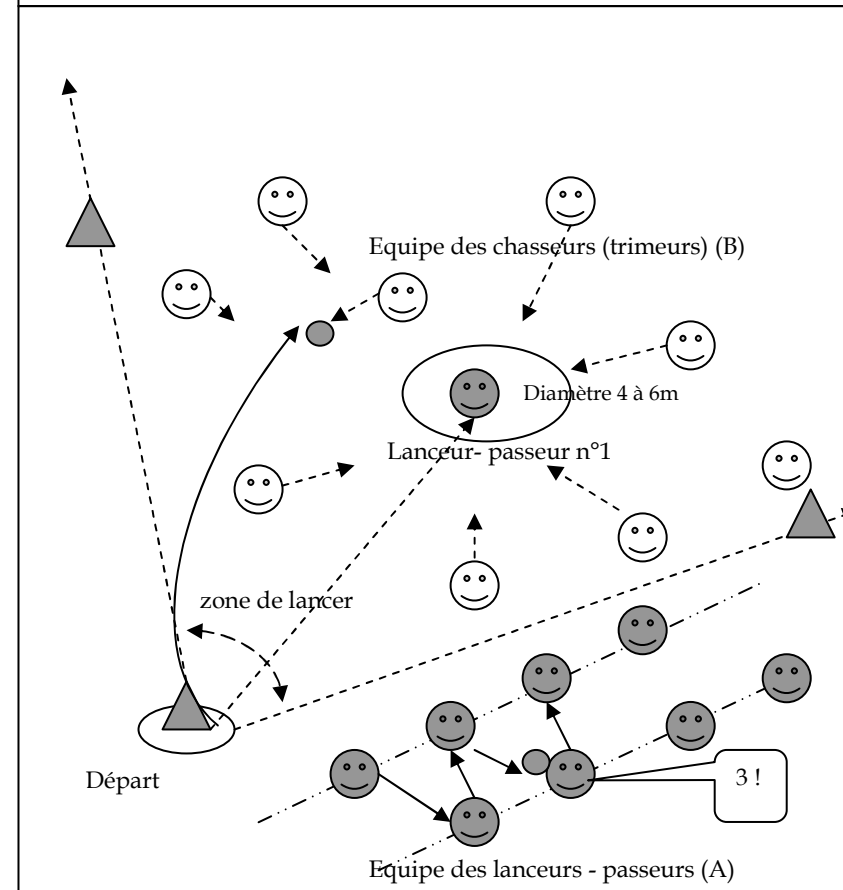 Equipe des chasseurs (trimeurs) (B)
Diamètre 4 à 6m
Lanceur- passeur n°1
zone de lancer
Départ
3 !
Equipe des lanceurs - passeurs (A)